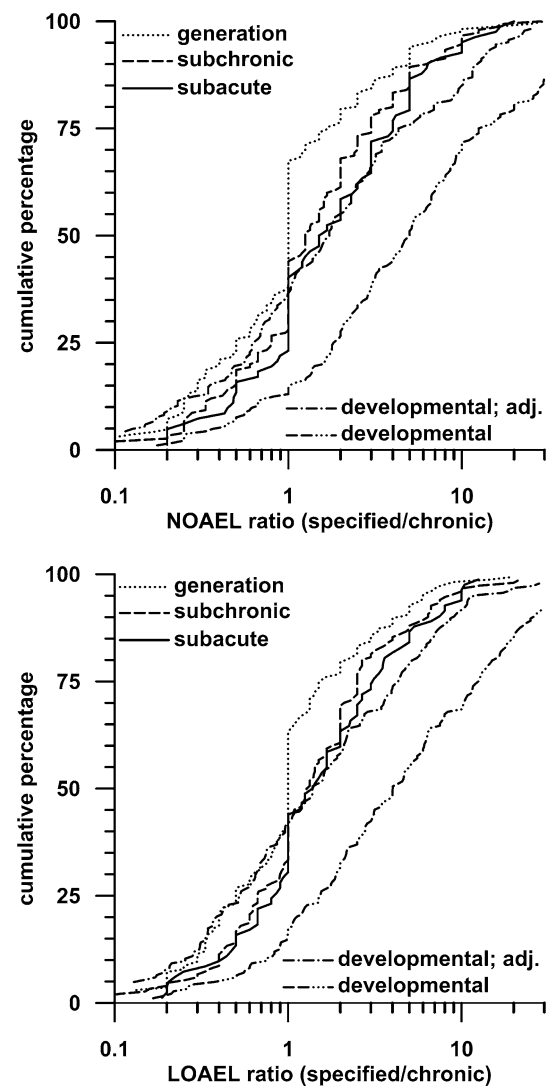 100
generation
subchronic
subacute
75
cumulative percentage
50
25
developmental; adj.
developmental
0
0.1 1 10
NOAEL ratio (specified/chronic)
100
generation
subchronic
subacute
75
cumulative percentage
50
25
developmental; adj.
developmental
0
0.1 1 10
LOAEL ratio (specified/chronic)